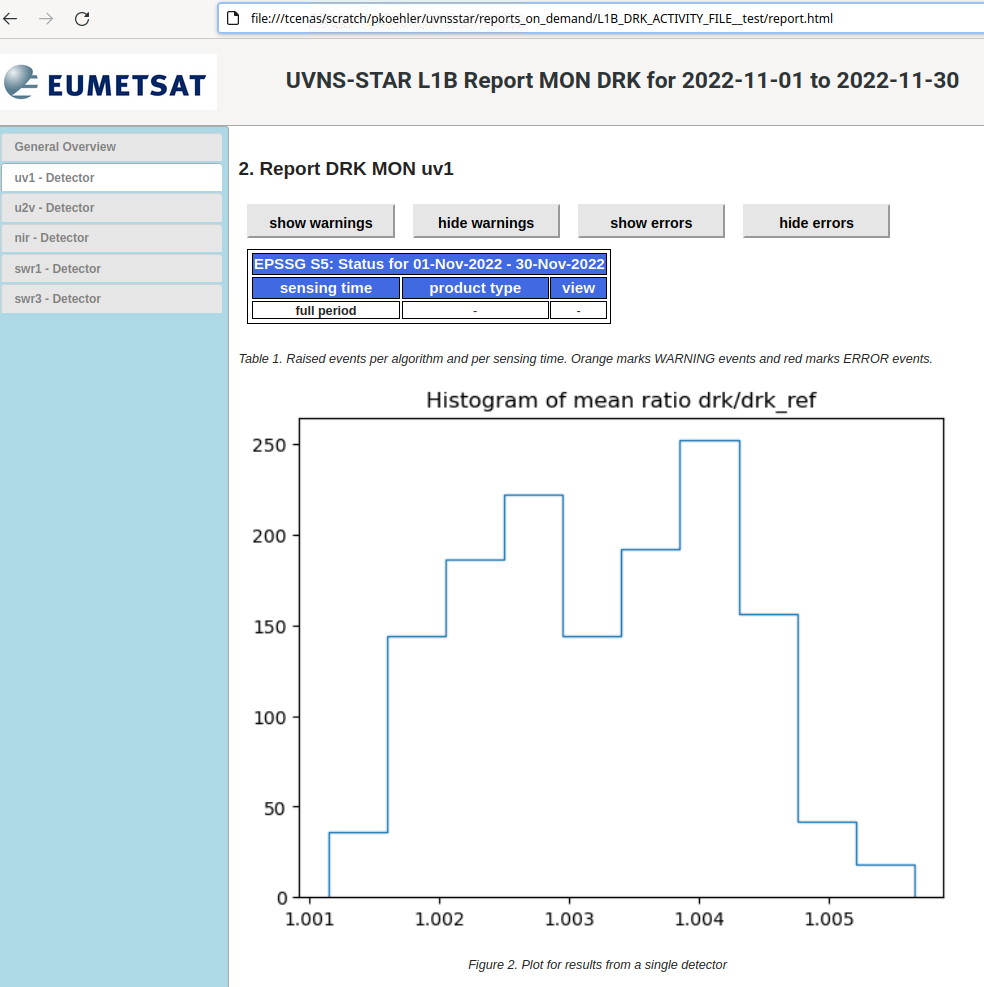 file:///tcenas/scratch/pkoehler/uvnsstar/reports_on_demand/L1B_DRK_ACTIVITY_FILE__test/report.html
EUMETSAT
UVNS-STAR L1B Report MON DRK for 2022-11-01 to 2022-11-30
General Overview
uv1 - Detector
u2v - Detector
nir - Detector
swr1 - Detector
swr3 - Detector
2. Report DRK MON uv1
show warnings hide warnings show errors hide errors
EPSSG S5: Status for 01-Nov-2022 - 30-Nov-2022
sensing time product type view
full period - -
Table 1. Raised events per algorithm and per sensing time. Orange marks WARNING events and red marks ERROR events.
Histogram of mean ratio drk/drk_ref
250
200
150
100
50
0
1.001 1.002 1.003 1.004 1.005
Figure 2. Plot for results from a single detector